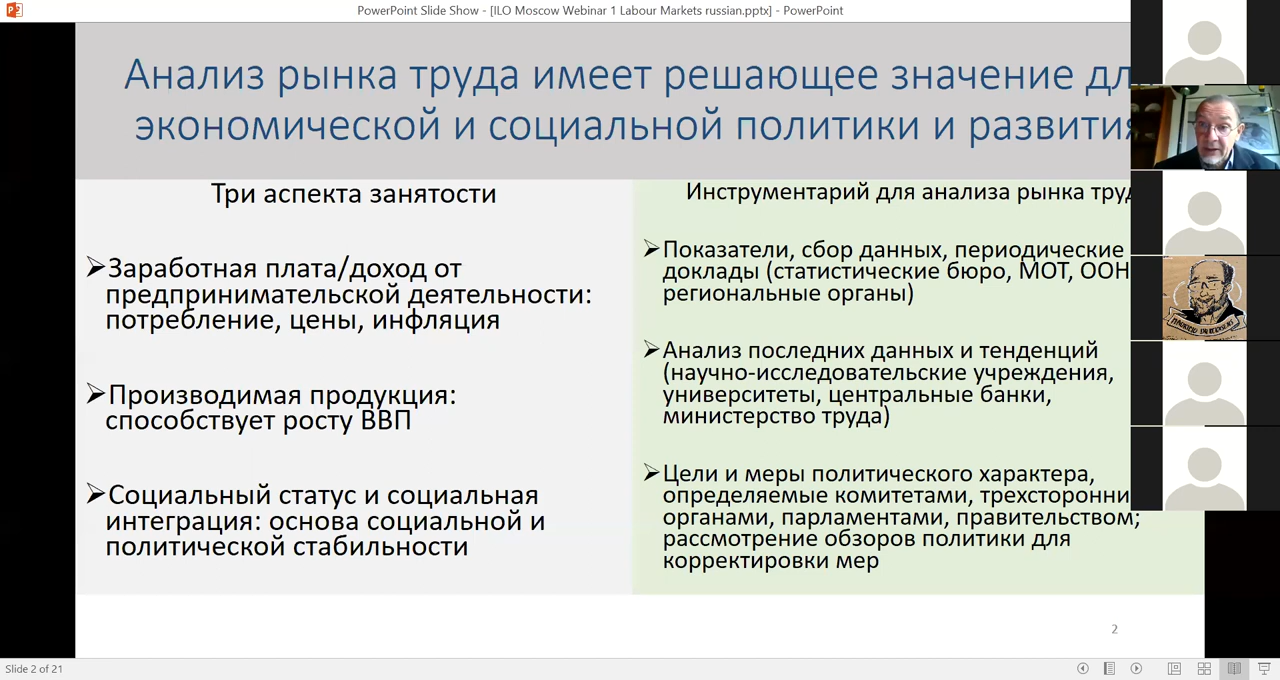 PowerPoint Slide Show - [ILO Moscow Webinar 1 Labour Markets russian.pptx] - PowerPoint
Анализ рынка труда имеет решающее значение
экономической и социальной политики и развития
Три аспекта занятости
➢Заработная плата/доход от
предпринимательской деятельности:
потребление, цены, инфляция
➢Производимая продукция:
способствует росту ВВП
➢Социальный статус и социальная
интеграция: основа социальной и
политической стабильности
Инструментарий для анализа рынка
➢Показатели, сбор данных, периодические
доклады (статистические бюро, МОТ, ООН
региональные органы)
➢Анализ последних данных и тенденций
(научно-исследовательские учреждения,
университеты, центральные банки,
министерство труда)
➢Цели и меры политического характера,
определяемые комитетами,
органами, парламентами, правительством;
рассмотрение обзоров политики для
корректировки мер
2
Slide 2 of 21